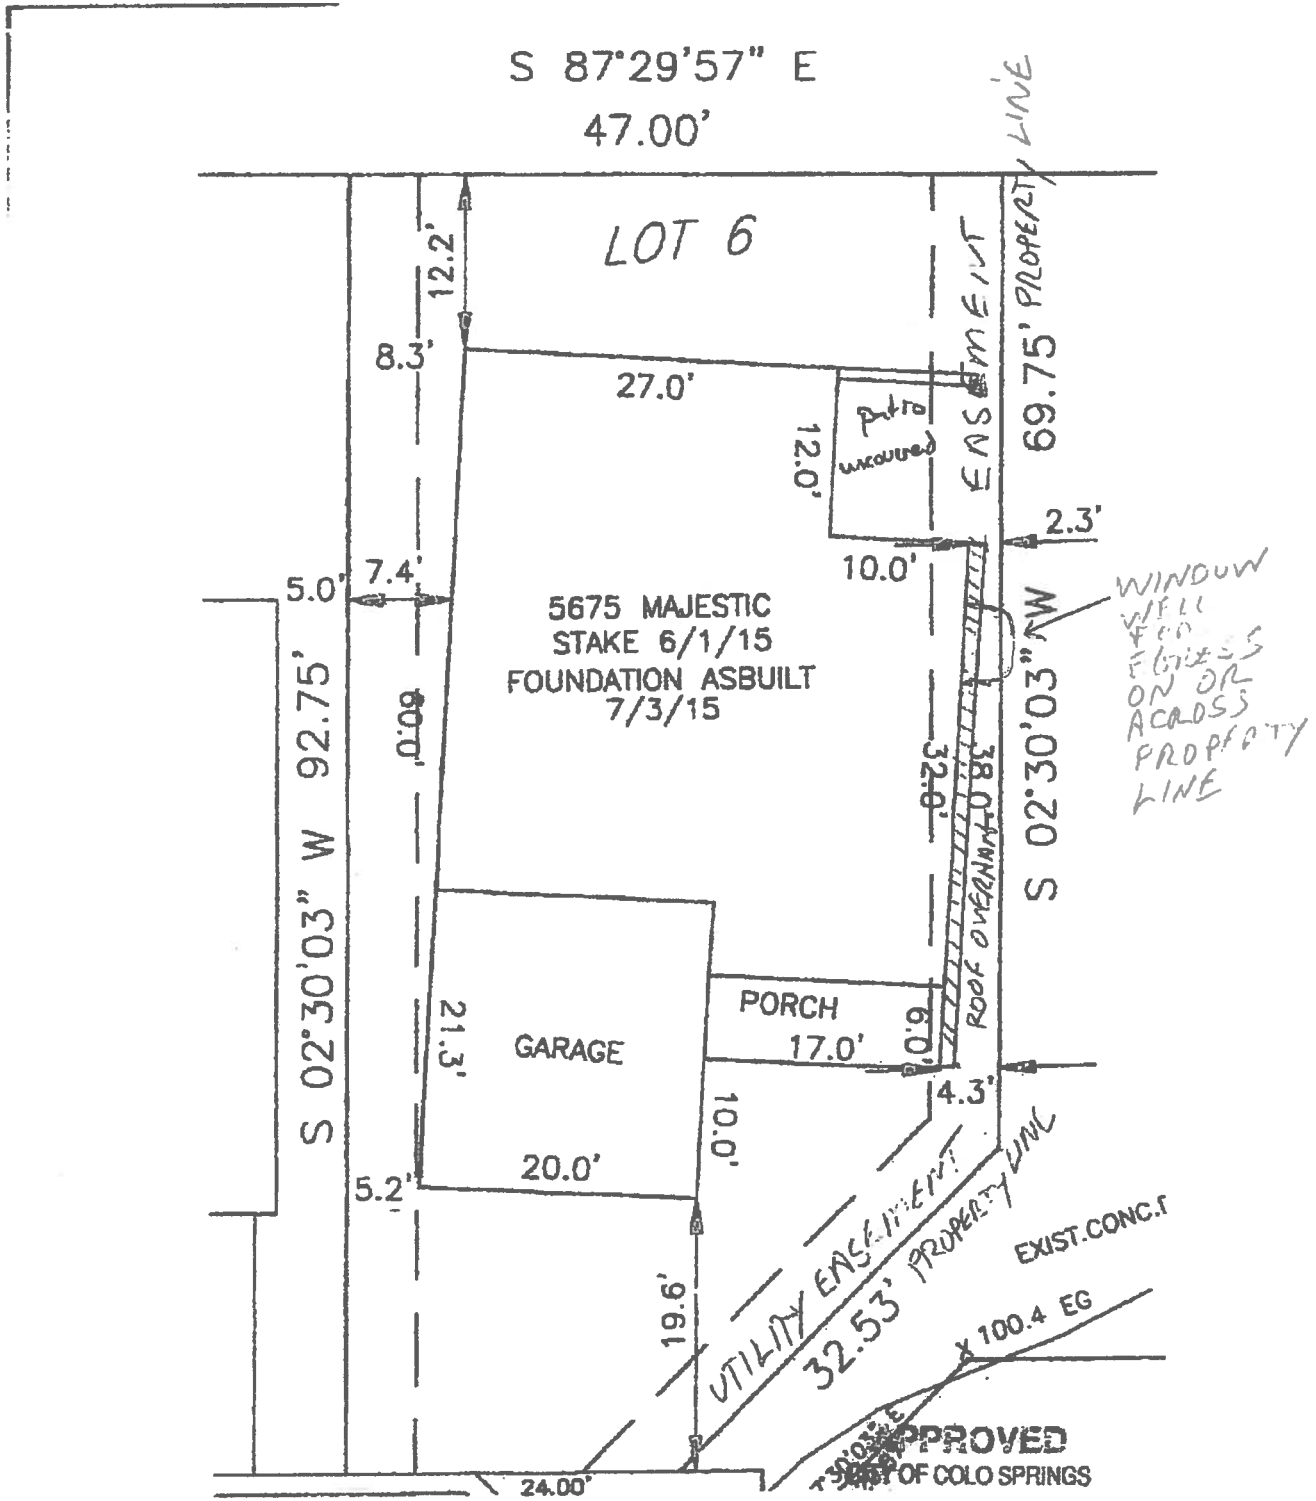 S 87°29'57" E
47.00'
LOT 6
12.2'
8.3'
27.0'
EASEMENT
69.75' PROPERTY LINE
patio
uncovered
12.0'
10.0'
2.3'
5.0'
7.4'
5675 MAJESTIC
STAKE 6/1/15
FOUNDATION ASBUILT
7/3/15
WINDOW
WELL
FOR
EGRESS
ON OR
ACROSS
PROPERTY
LINE
S 02°30'03" W 92.75'
60.0'
32.0'
38.0'
ROOF OVERHANT
S 02°30'03" W
21.3'
GARAGE
PORCH
17.0'
6.0'
4.3'
10.0'
20.0'
5.2'
19.6'
UTILITY EASEMENT
32.53' PROPERTY LINE
EXIST.CONC.
X 100.4 EG
24.00'
APPROVED
OF COLO SPRINGS